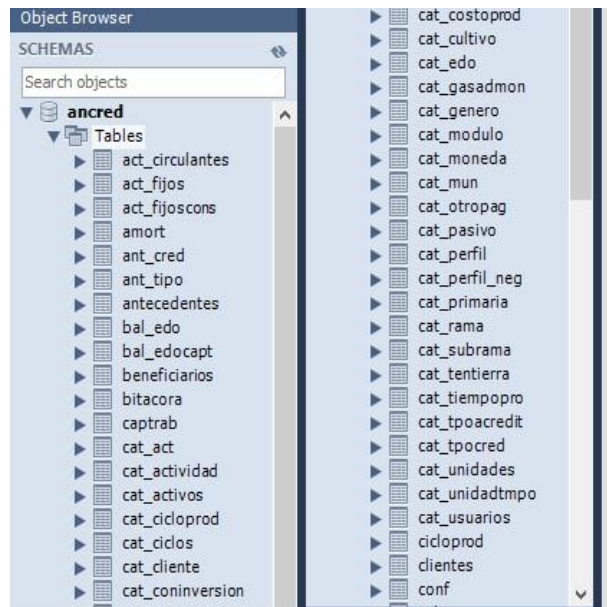 Object Browser
SCHEMAS
Search objects
ancred
Tables
act_circulantes
act_fijos
act_fijoscons
amort
ant_cred
ant_tipo
antecedentes
bal_edo
bal_edocapt
beneficiarios
bitacora
captrab
cat_act
cat_actividad
cat_activos
cat_cicloprod
cat_ciclos
cat_cliente
cat_coninversion
cat_costoprod
cat_cultivo
cat_edo
cat_gasadmon
cat_genero
cat_modulo
cat_moneda
cat_mun
cat_otropag
cat_pasivo
cat_perfil
cat_perfil_neg
cat_primaria
cat_rama
cat_subrama
cat_tentierra
cat_tiempopro
cat_tpoacredit
cat_tpocred
cat_unidades
cat_unidadtmpo
cat_usuarios
cicloprod
clientes
conf